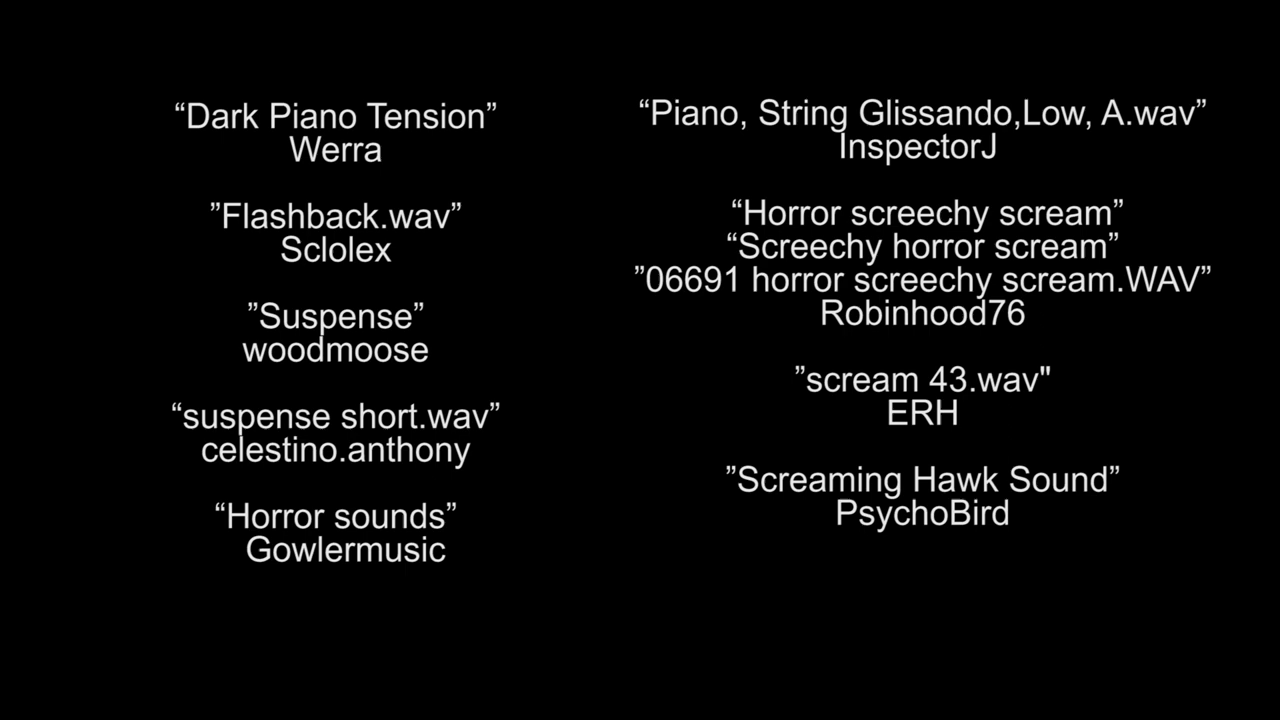 “Dark Piano Tension”
Werra
”Flashback.wav”
Sclolex
”Suspense”
woodmoose
“suspense short.wav”
celestino.anthony
“Horror sounds”
Gowlermusic
“Piano, String Glissando,Low, A.wav”
InspectorJ
“Horror screechy scream”
“Screechy horror scream”
”06691 horror screechy scream.WAV”
Robinhood76
”scream 43.wav"
ERH
”Screaming Hawk Sound”
PsychoBird